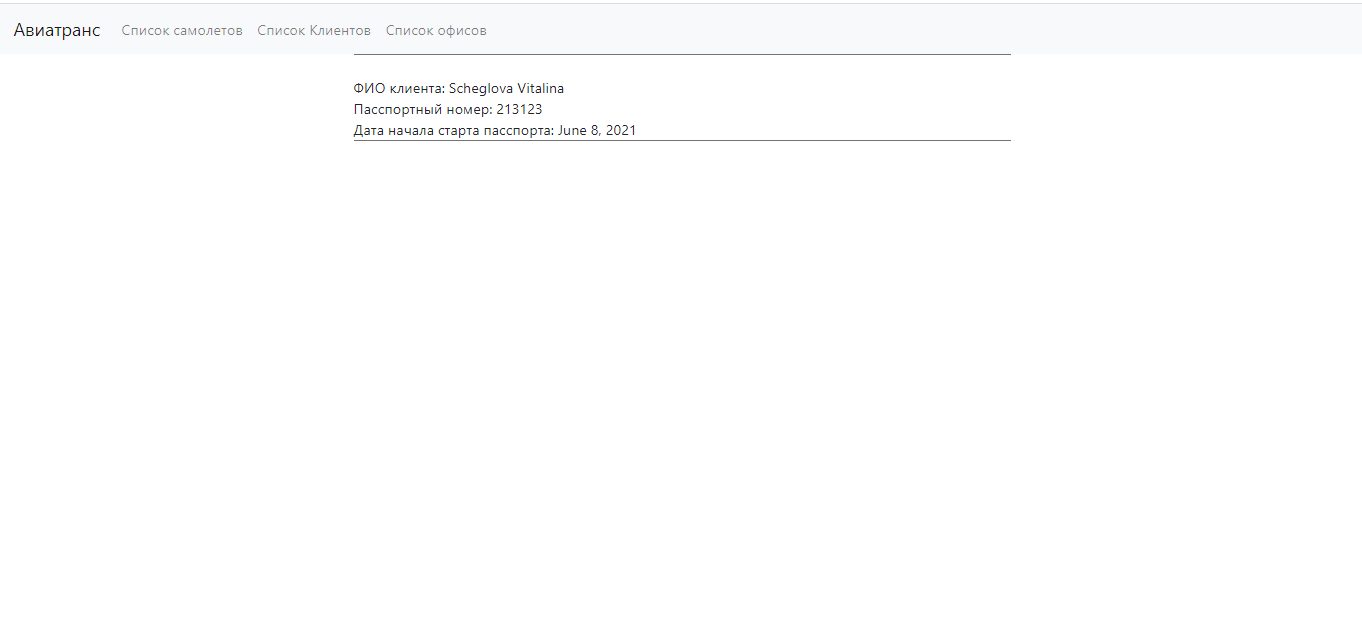 Авиатранс Список самолетов Список Клиентов Список офисов
ФИО клиента: Scheglova Vitalina
Пасспортный номер: 213123
Дата начала старта пасспорта: June 8, 2021